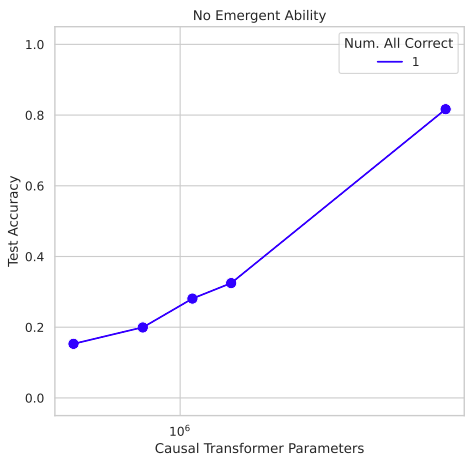 No Emergent Ability
Num. All Correct
1
1.0
0.8
0.6
0.4
0.2
0.0
Test Accuracy
10⁶
Causal Transformer Parameters